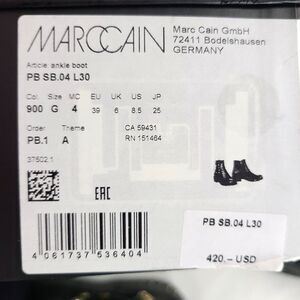 MARCCAIN
Marc Cain GmbH
72411 Bodelshausen
GERMANY
Article ankle boot
PB SB.04 L30
Col. Size MC EU UK US JP
900 G 4 39 6 8.5 25
Order Theme CA 59431
PB.1 A RN 151464
37502.1
EAC
4 061737 536404
PB SB.04 L30
420,– USD